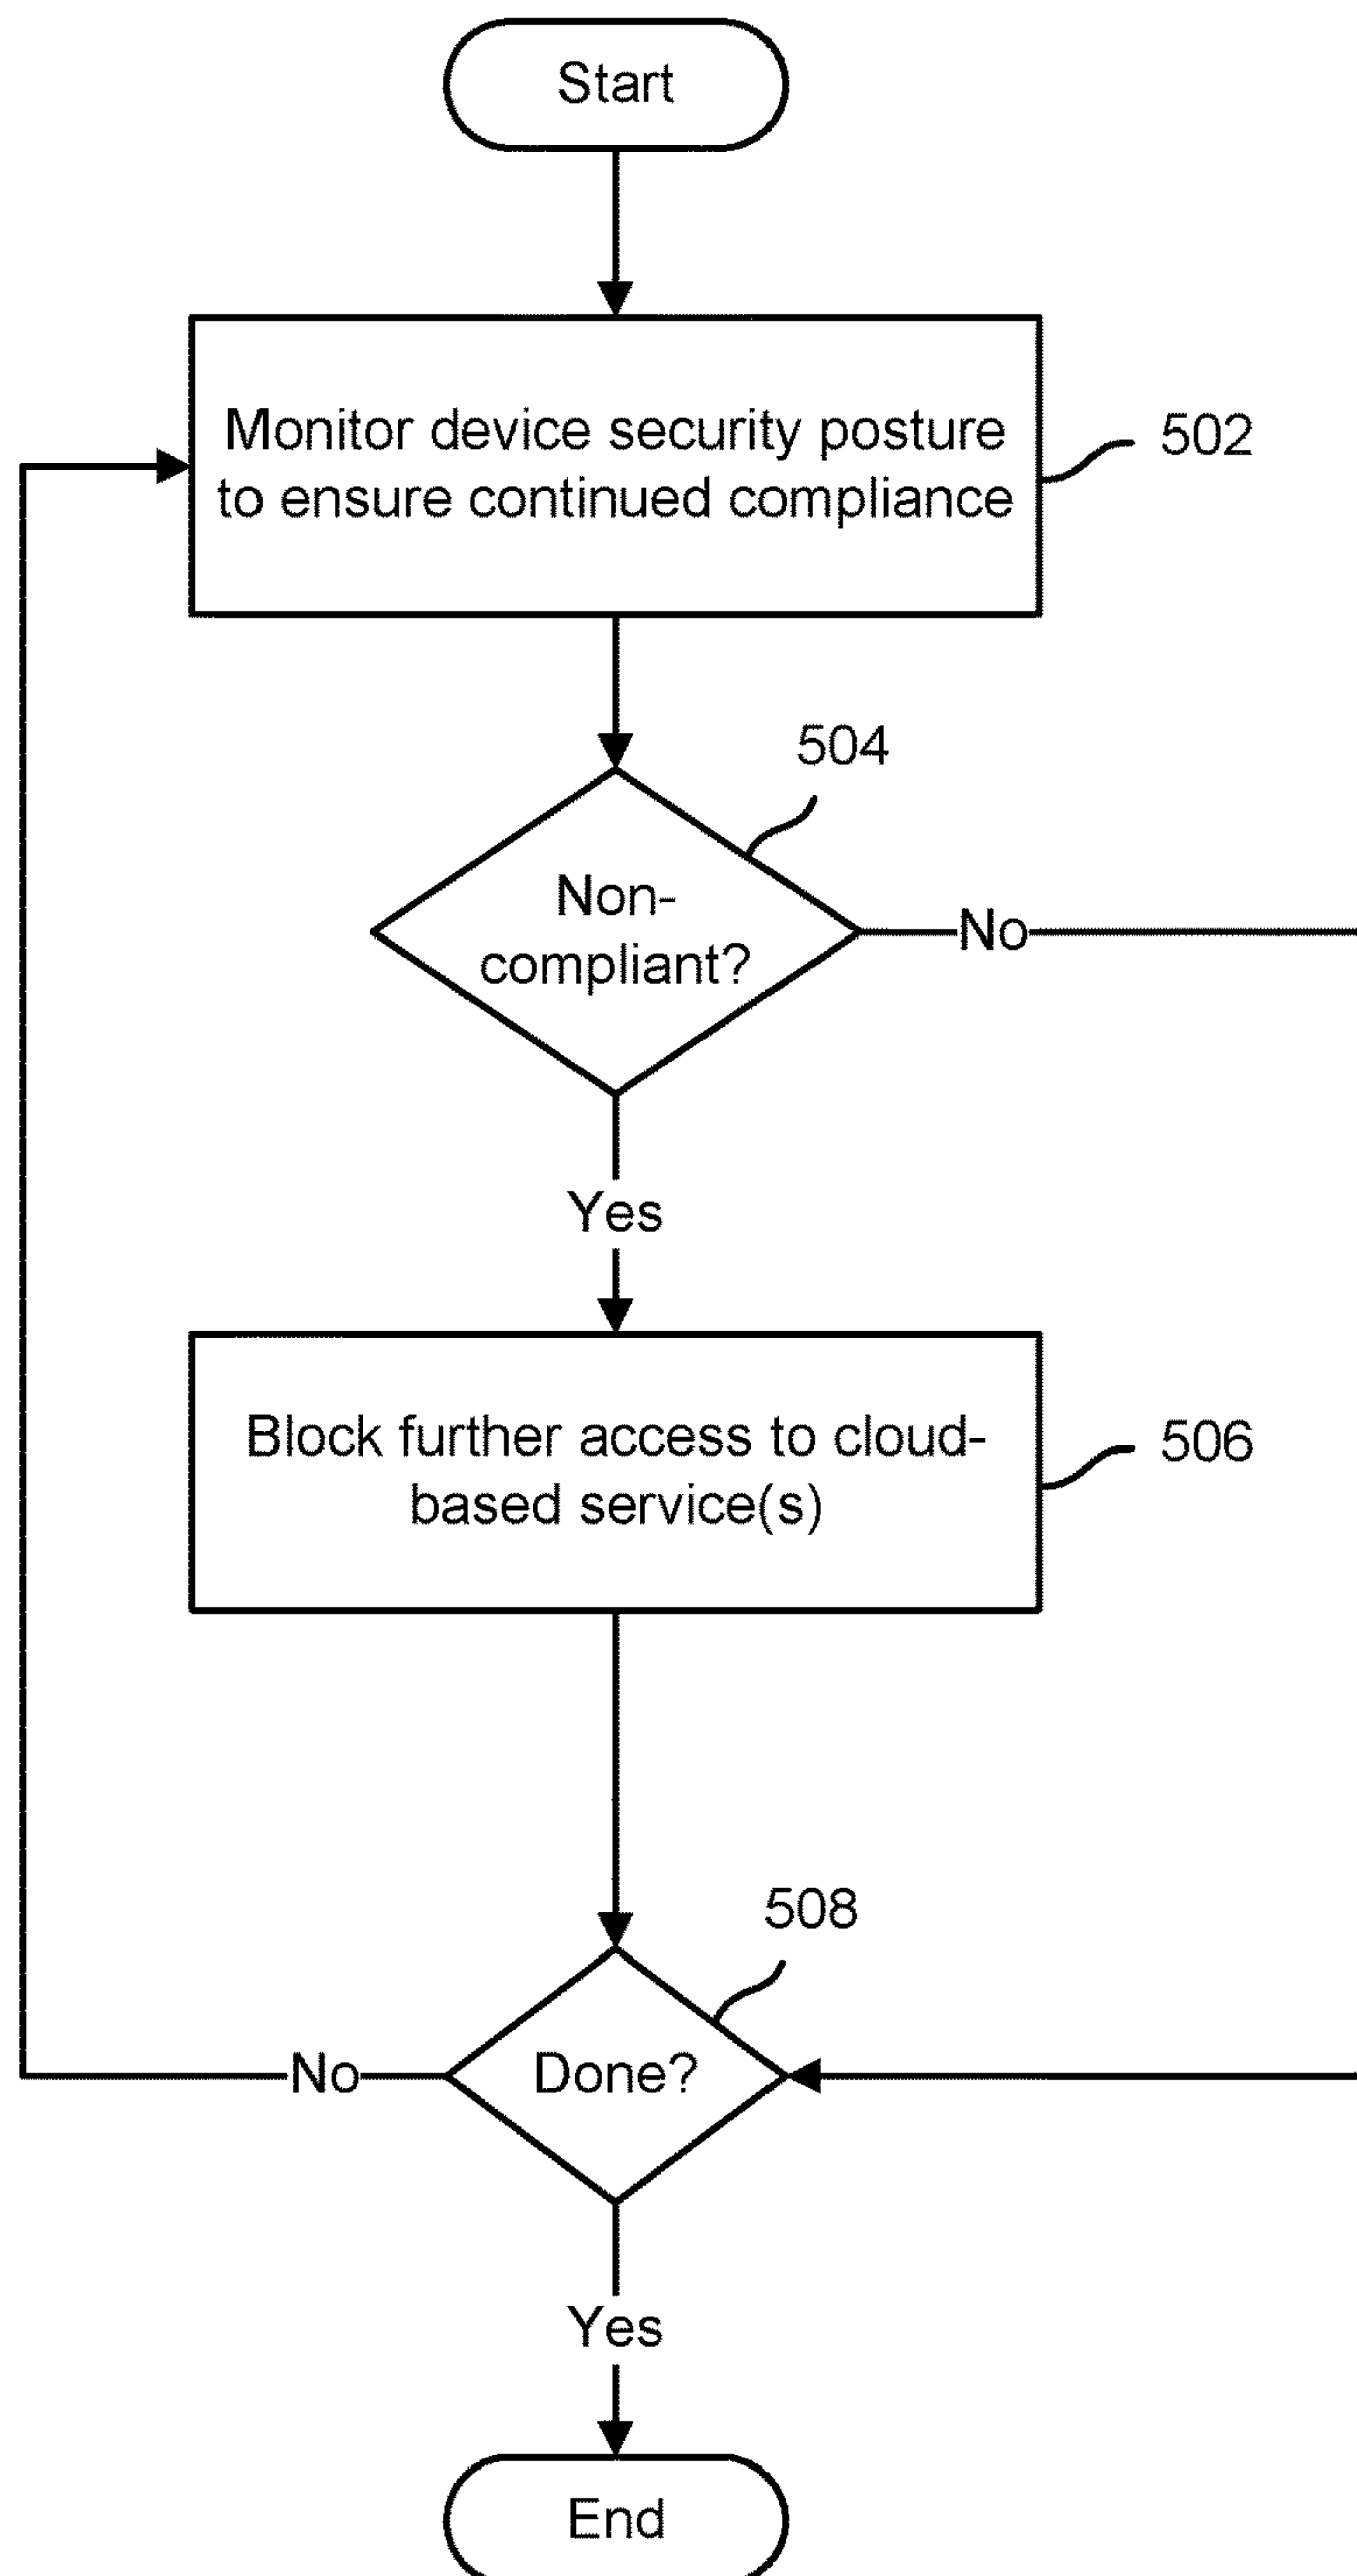 Start
Monitor device security posture
to ensure continued compliance
502
504
Non-
compliant?
No
Yes
Block further access to cloud-
based service(s)
506
508
No
Done?
Yes
End